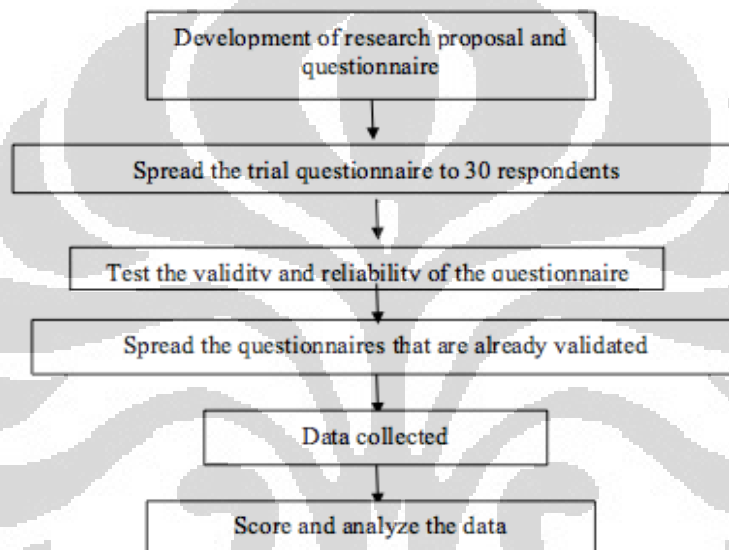 Development of research proposal and
questionnaire
Spread the trial questionnaire to 30 respondents
Test the validity and reliability of the questionnaire
Spread the questionnaires that are already validated
Data collected
Score and analyze the data